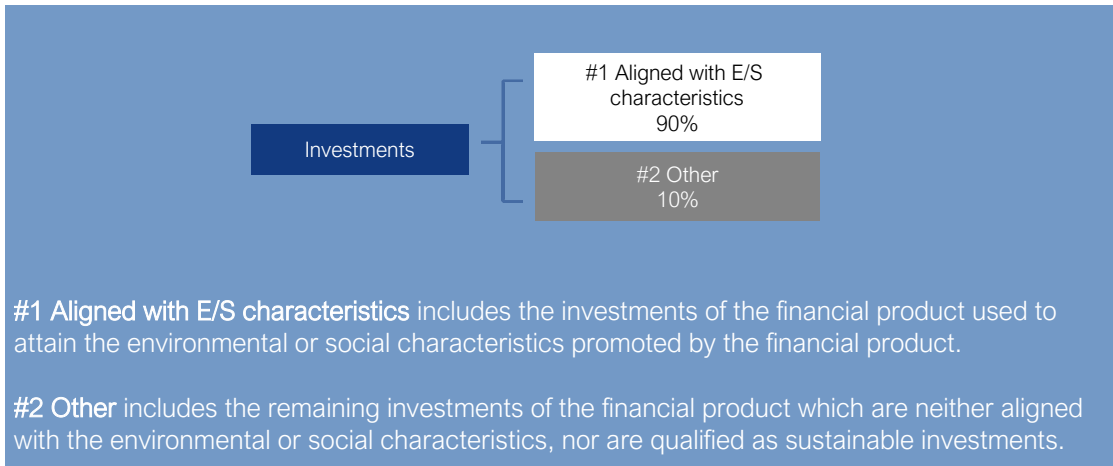 #1 Aligned with E/S
characteristics
90%
Investments
#2 Other
10%
#1 Aligned with E/S characteristics includes the investments of the financial product used to
attain the environmental or social characteristics promoted by the financial product.
#2 Other includes the remaining investments of the financial product which are neither aligned
with the environmental or social characteristics, nor are qualified as sustainable investments.